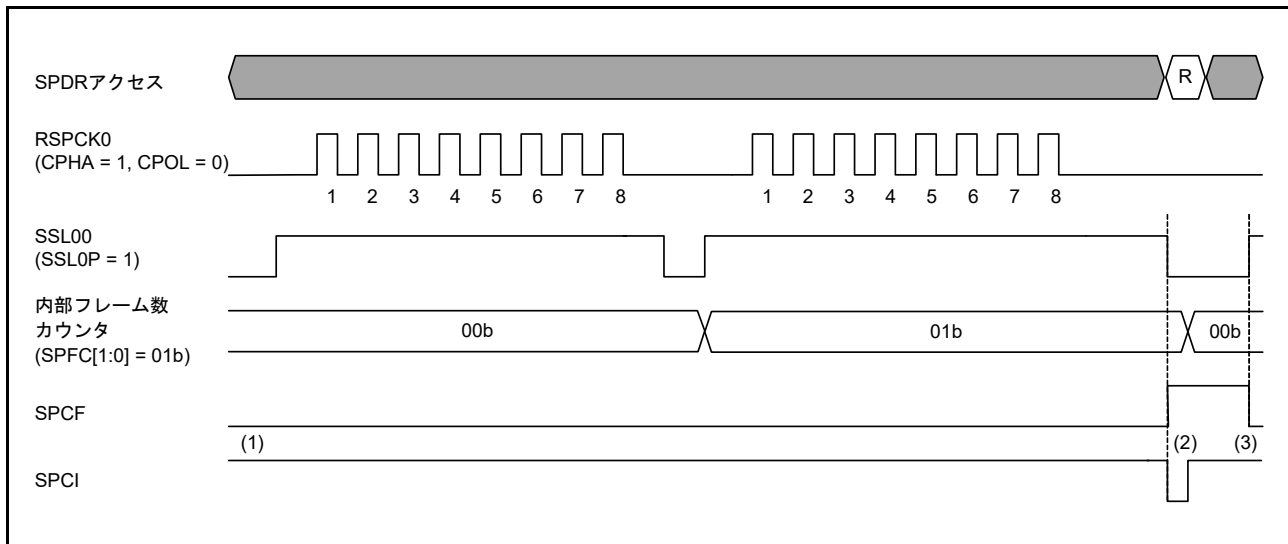 SPDRアクセス
R
RSPCK0
(CPHA = 1, CPOL = 0)
1 2 3 4 5 6 7 8 1 2 3 4 5 6 7 8
SSL00
(SSL0P = 1)
内部フレーム数
カウンタ
(SPFC[1:0] = 01b)
00b 01b 00b
SPCF
(1) (2) (3)
SPCI